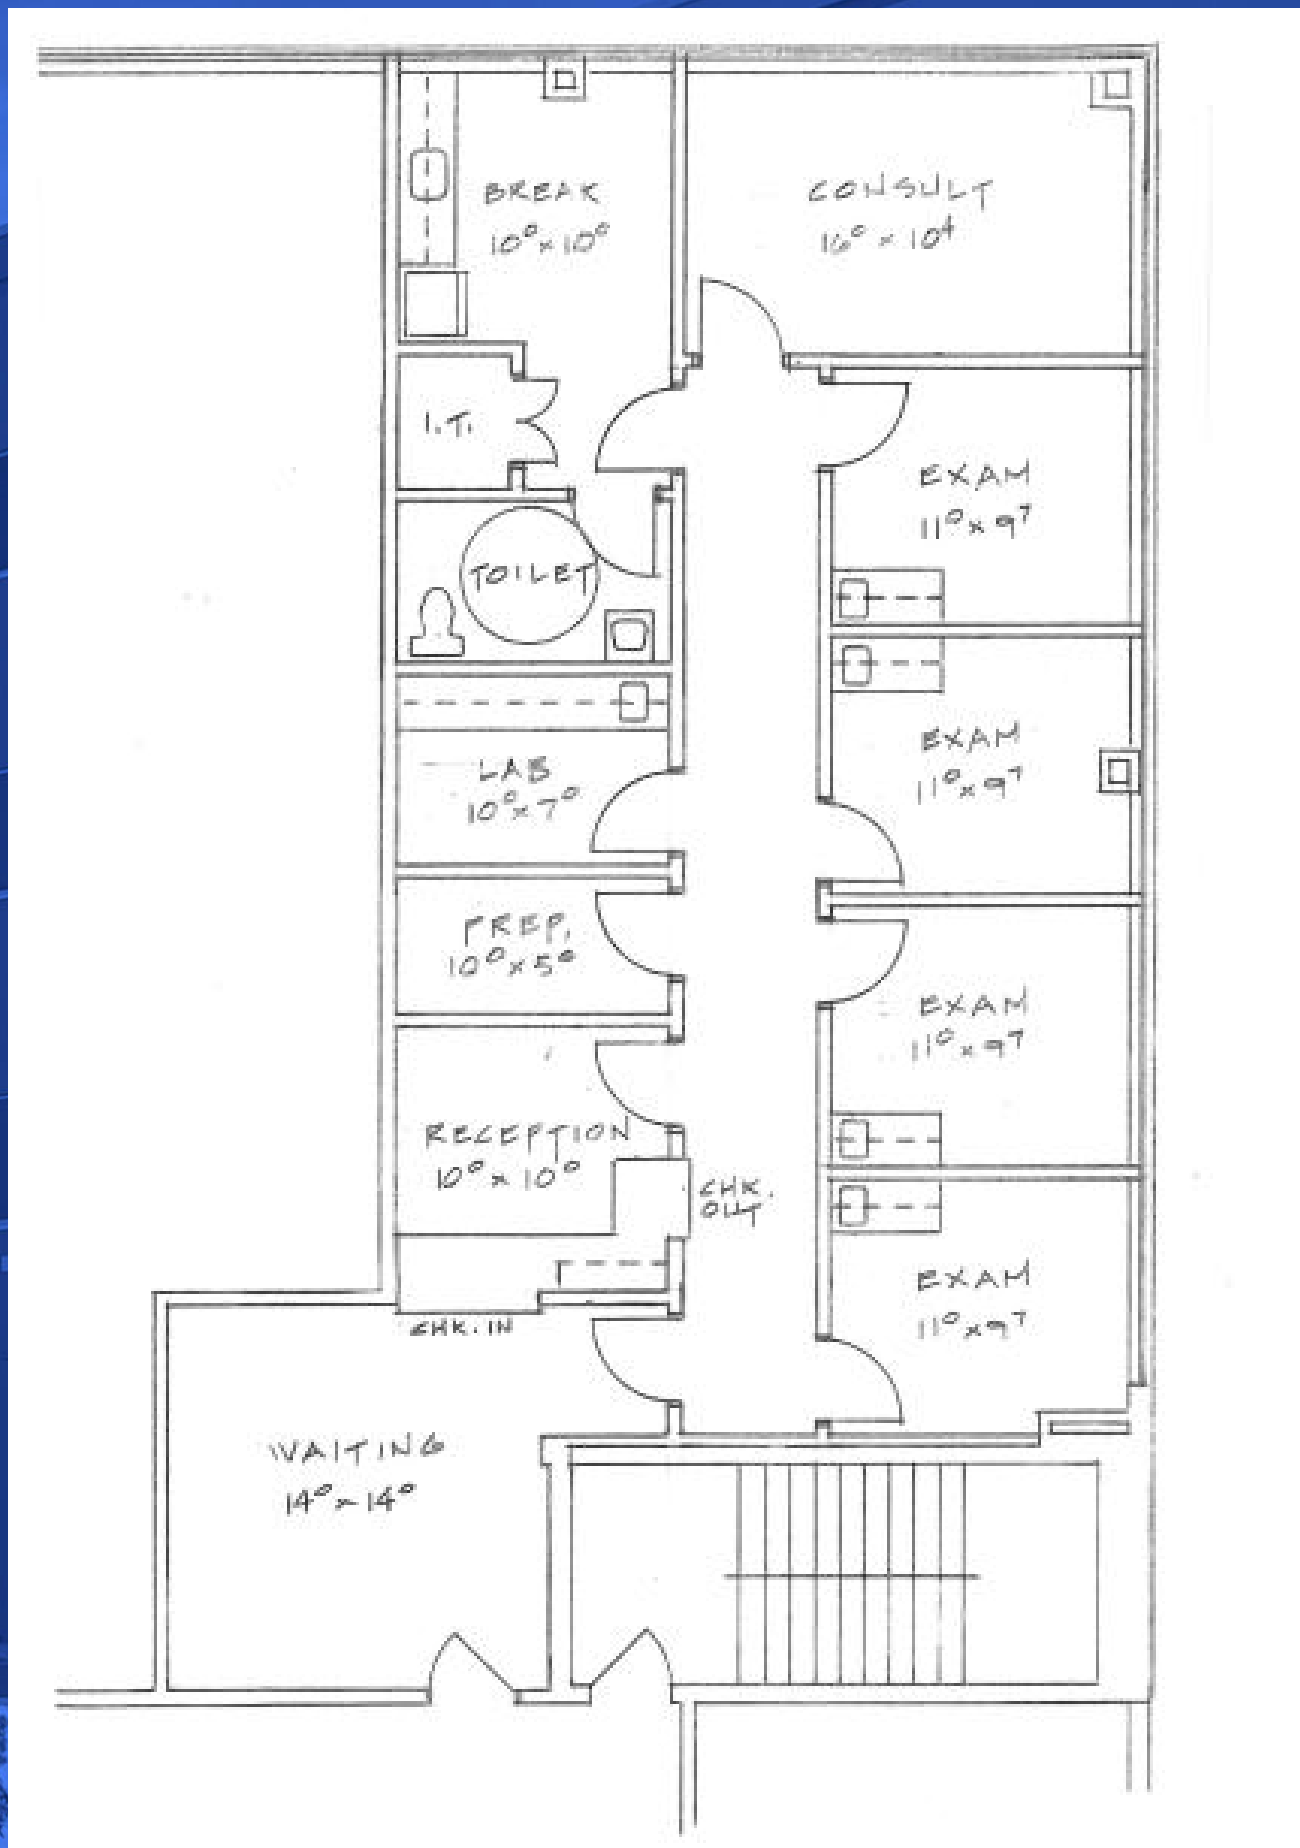 BREAK
10⁰ x 10⁰
CONSULT
16⁰ x 10⁴
I.T.
EXAM
11⁰ x 9⁷
TOILET
EXAM
11⁰ x 9⁷
LAB
10⁰ x 7⁰
PREP.
10⁰ x 5⁰
EXAM
11⁰ x 9⁷
RECEPTION
10⁰ x 10⁰
CHK.
OUT
EXAM
11⁰ x 9⁷
CHK. IN
WAITING
14⁰ x 14⁰